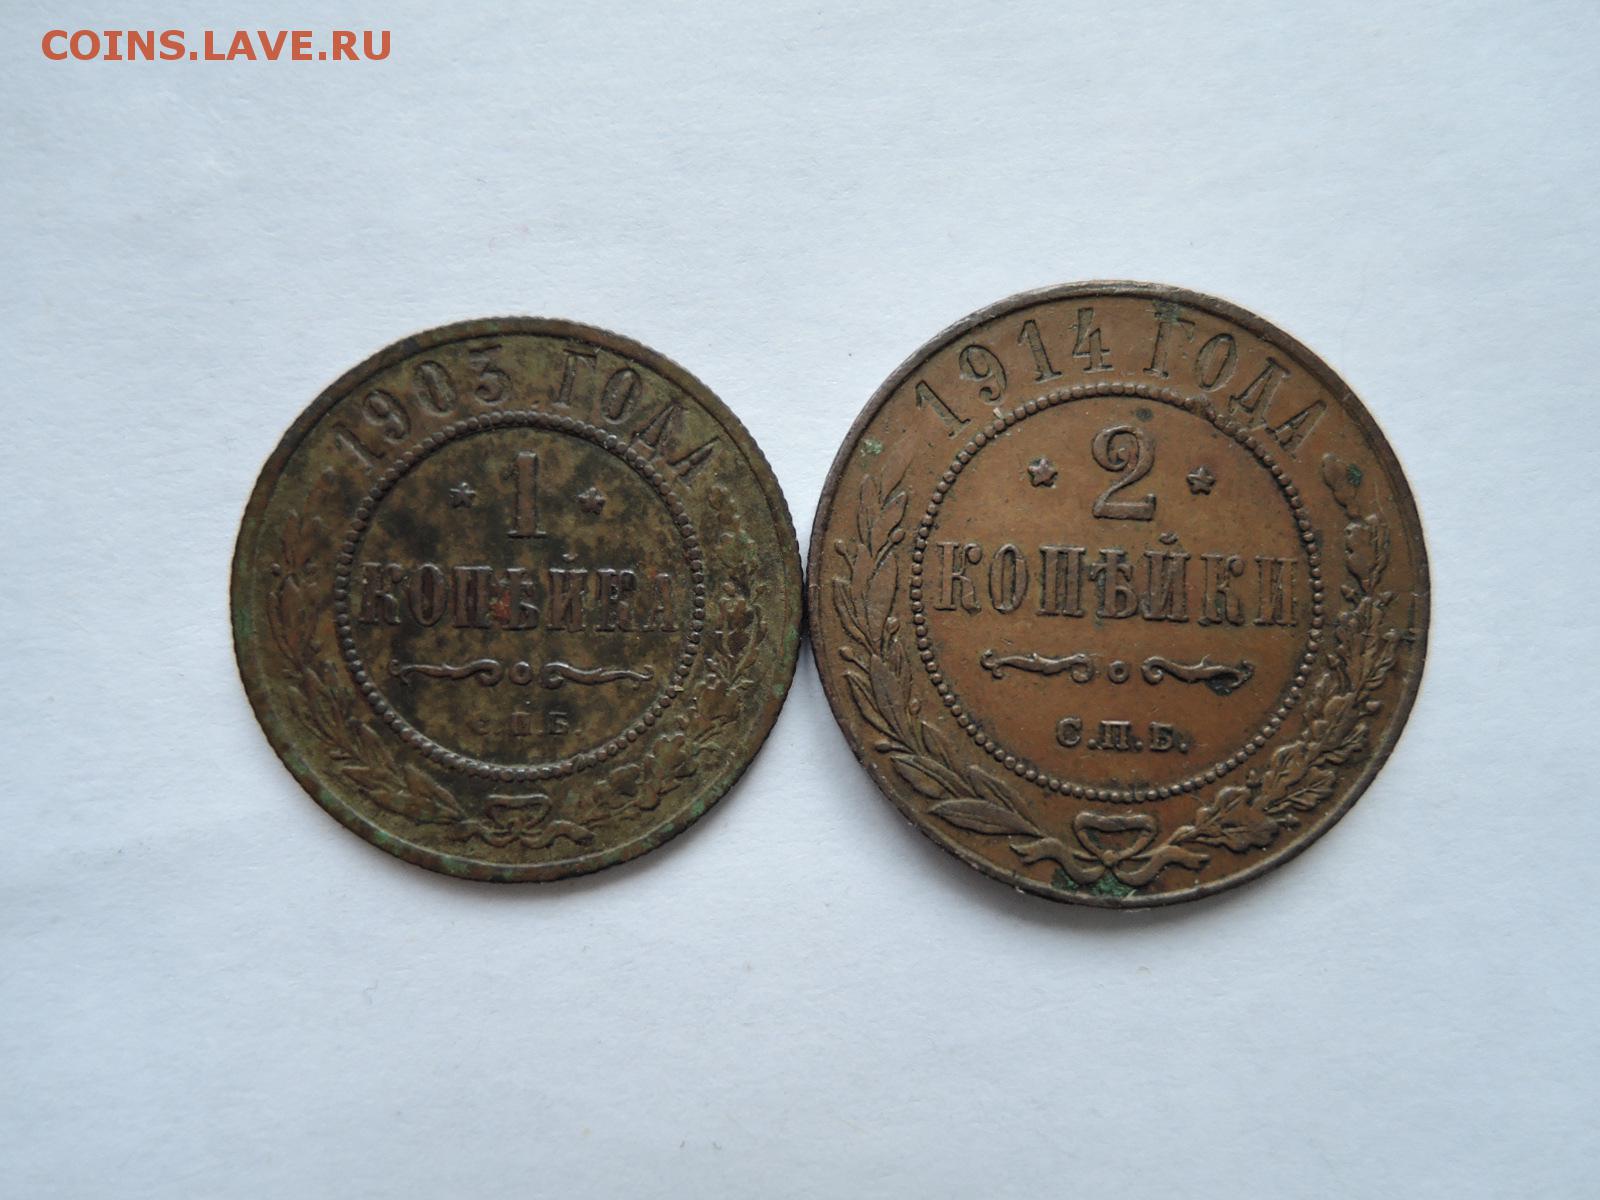 COINS.LAVE.RU
1903 ГОДА
1
КОПѢЙКА
С.П.Б.
1914 ГОДА
2
КОПѢЙКИ
С.П.Б.